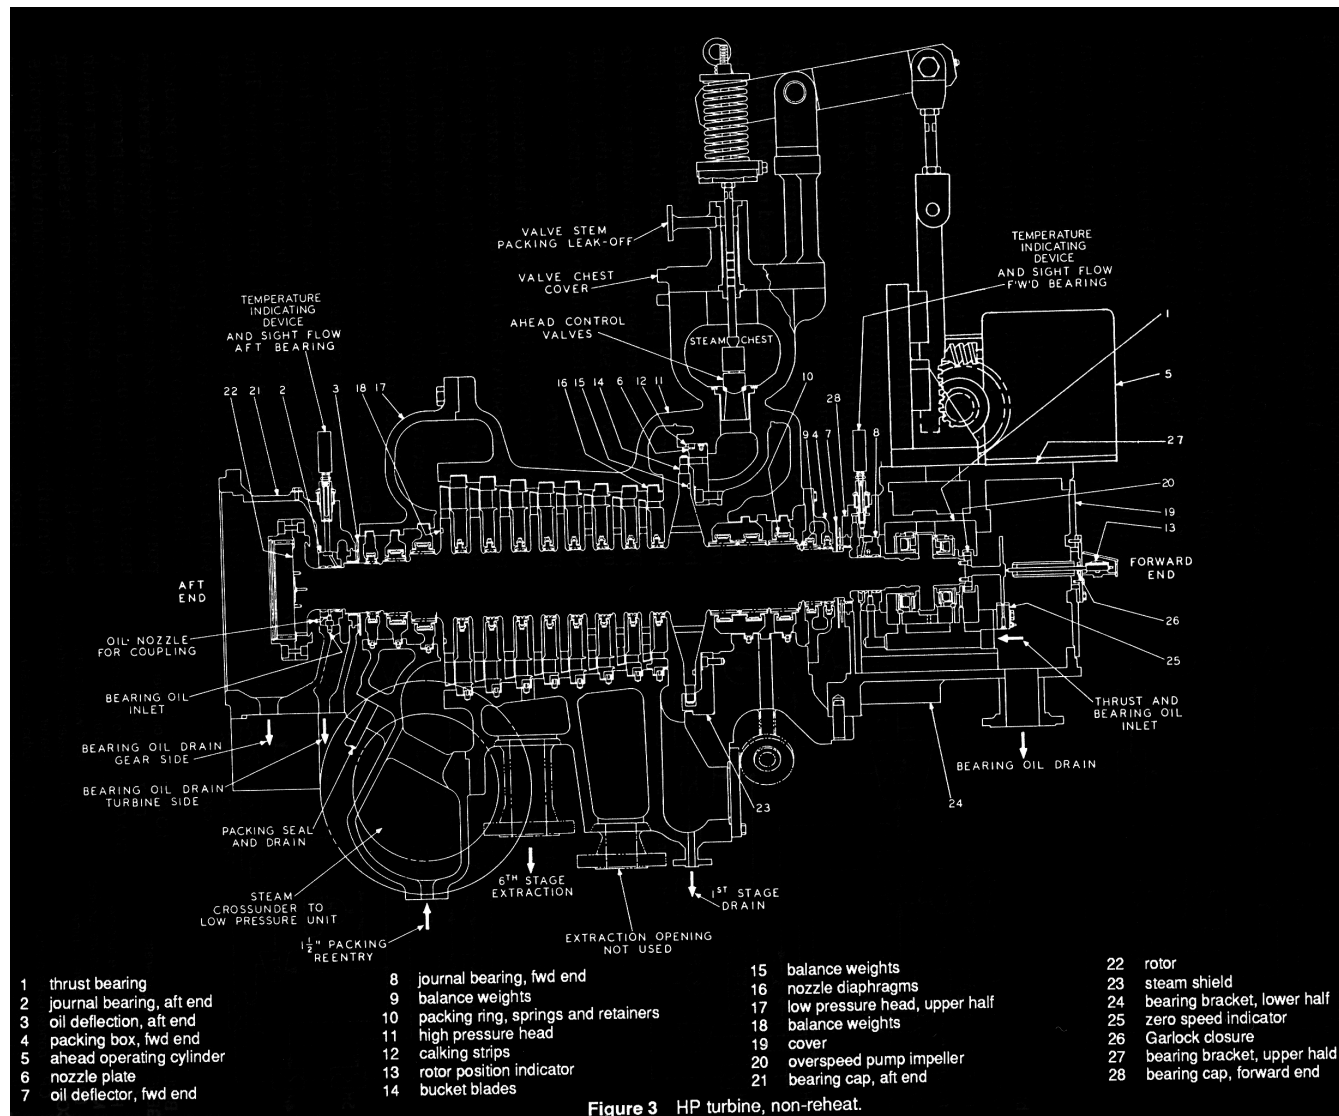 VALVE STEM
PACKING LEAK-OFF
VALVE CHEST
COVER
AHEAD CONTROL
VALVES
STEAM CHEST
TEMPERATURE
INDICATING
DEVICE
AND SIGHT FLOW
F'W'D BEARING
TEMPERATURE
INDICATING
DEVICE
AND SIGHT FLOW
AFT BEARING
1
5
22 21 2 3 18 17
16 15 14 6 12 11
10
28
9 4 7
8
27
20
19
13
FORWARD
END
26
25
AFT
END
OIL NOZZLE
FOR COUPLING
BEARING OIL
INLET
BEARING OIL DRAIN
GEAR SIDE
BEARING OIL DRAIN
TURBINE SIDE
PACKING SEAL
AND DRAIN
STEAM
CROSSUNDER TO
LOW PRESSURE UNIT
1 1/2" PACKING
REENTRY
6TH STAGE
EXTRACTION
EXTRACTION OPENING
NOT USED
1ST STAGE
DRAIN
23
24
BEARING OIL DRAIN
THRUST AND
BEARING OIL
INLET
1 thrust bearing
2 journal bearing, aft end
3 oil deflection, aft end
4 packing box, fwd end
5 ahead operating cylinder
6 nozzle plate
7 oil deflector, fwd end
8 journal bearing, fwd end
9 balance weights
10 packing ring, springs and retainers
11 high pressure head
12 calking strips
13 rotor position indicator
14 bucket blades
15 balance weights
16 nozzle diaphragms
17 low pressure head, upper half
18 balance weights
19 cover
20 overspeed pump impeller
21 bearing cap, aft end
22 rotor
23 steam shield
24 bearing bracket, lower half
25 zero speed indicator
26 Garlock closure
27 bearing bracket, upper hald
28 bearing cap, forward end
Figure 3 HP turbine, non-reheat.